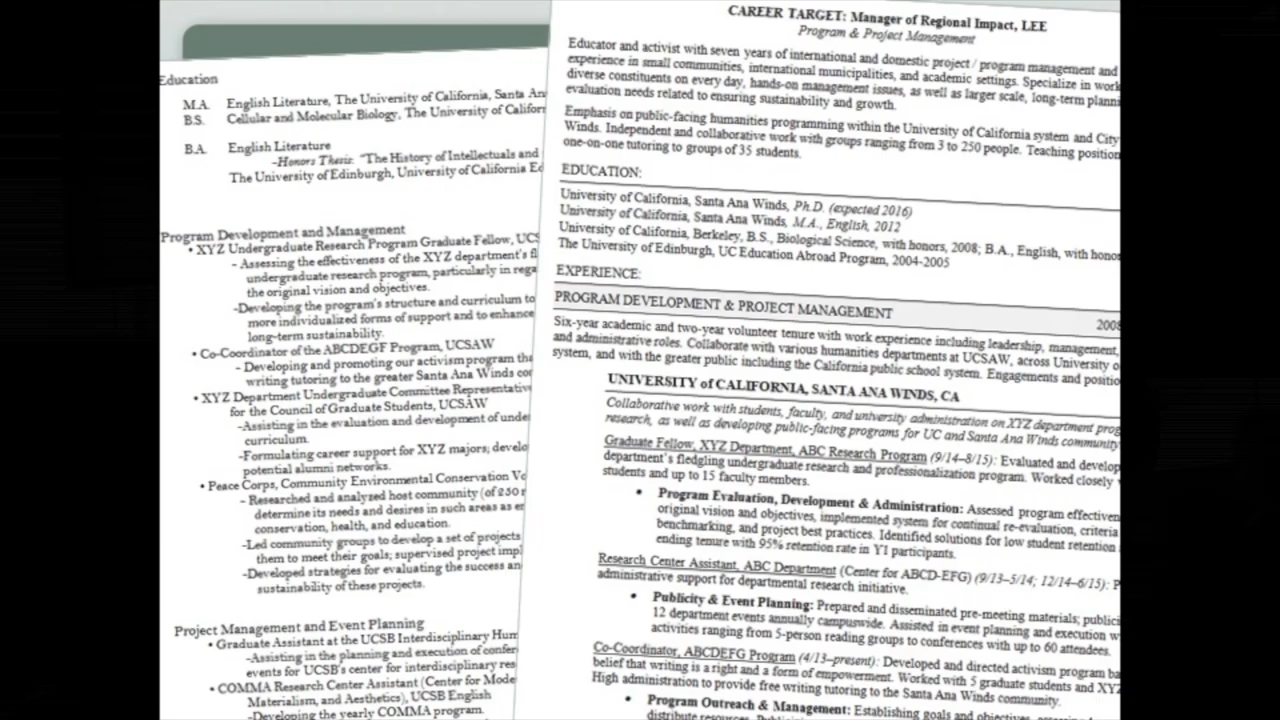 Education
M.A. English Literature, The University of California, Santa An
B.S. Cellular and Molecular Biology, The University of Califor
B.A. English Literature
-Honors Thesis: "The History of Intellectuals and
The University of Edinburgh, University of California Ed
Program Development and Management
• XYZ Undergraduate Research Program Graduate Fellow, UCS
- Assessing the effectiveness of the XYZ department's fl
undergraduate research program, particularly in rega
the original vision and objectives.
-Developing the program's structure and curriculum to
more individualized forms of support and to enhance
long-term sustainability.
• Co-Coordinator of the ABCDEGF Program, UCSAW
- Developing and promoting our activism program tha
writing tutoring to the greater Santa Ana Winds co
• XYZ Department Undergraduate Committee Representative
for the Council of Graduate Students, UCSAW
-Assisting in the evaluation and development of unde
curriculum.
-Formulating career support for XYZ majors; develo
potential alumni networks.
• Peace Corps, Community Environmental Conservation Vo
- Researched and analyzed host community (of 250 r
determine its needs and desires in such areas as e
conservation, health, and education.
-Led community groups to develop a set of projects
them to meet their goals; supervised project impl
-Developed strategies for evaluating the success an
sustainability of these projects.
Project Management and Event Planning
• Graduate Assistant at the UCSB Interdisciplinary Hum
-Assisting in the planning and execution of confer
events for UCSB's center for interdisciplinary res
• COMMA Research Center Assistant (Center for Mode
Materialism, and Aesthetics), UCSB English
-Developing the yearly COMMA program.
CAREER TARGET: Manager of Regional Impact, LEE
Program & Project Management
Educator and activist with seven years of international and domestic project / program management and
experience in small communities, international municipalities, and academic settings. Specialize in work
diverse constituents on every day, hands-on management issues, as well as larger scale, long-term planni
evaluation needs related to ensuring sustainability and growth.
Emphasis on public-facing humanities programming within the University of California system and City
Winds. Independent and collaborative work with groups ranging from 3 to 250 people. Teaching position
one-on-one tutoring to groups of 35 students.
EDUCATION:
University of California, Santa Ana Winds, Ph.D. (expected 2016)
University of California, Santa Ana Winds, M.A., English, 2012
University of California, Berkeley, B.S., Biological Science, with honors, 2008; B.A., English, with honor
The University of Edinburgh, UC Education Abroad Program, 2004-2005
EXPERIENCE:
PROGRAM DEVELOPMENT & PROJECT MANAGEMENT 2008
Six-year academic and two-year volunteer tenure with work experience including leadership, management,
and administrative roles. Collaborate with various humanities departments at UCSAW, across University o
system, and with the greater public including the California public school system. Engagements and positio
UNIVERSITY of CALIFORNIA, SANTA ANA WINDS, CA
Collaborative work with students, faculty, and university administration on XYZ department prog
research, as well as developing public-facing programs for UC and Santa Ana Winds community
Graduate Fellow, XYZ Department, ABC Research Program (9/14–8/15): Evaluated and develop
department's fledgling undergraduate research and professionalization program. Worked closely
students and up to 15 faculty members.
• Program Evaluation, Development & Administration: Assessed program effectiven
original vision and objectives, implemented system for continual re-evaluation, criteria
benchmarking, and project best practices. Identified solutions for low student retention
ending tenure with 95% retention rate in Y1 participants.
Research Center Assistant, ABC Department (Center for ABCD-EFG) (9/13–5/14; 12/14–6/15): P
administrative support for departmental research initiative.
• Publicity & Event Planning: Prepared and disseminated pre-meeting materials; public
12 department events annually campuswide. Assisted in event planning and execution w
activities ranging from 5-person reading groups to conferences with up to 60 attendees.
Co-Coordinator, ABCDEFG Program (4/13–present): Developed and directed activism program ba
belief that writing is a right and a form of empowerment. Worked with 5 graduate students and XYZ
High administration to provide free writing tutoring to the Santa Ana Winds community.
• Program Outreach & Management: Establishing goals and objectives,
distribute resources.